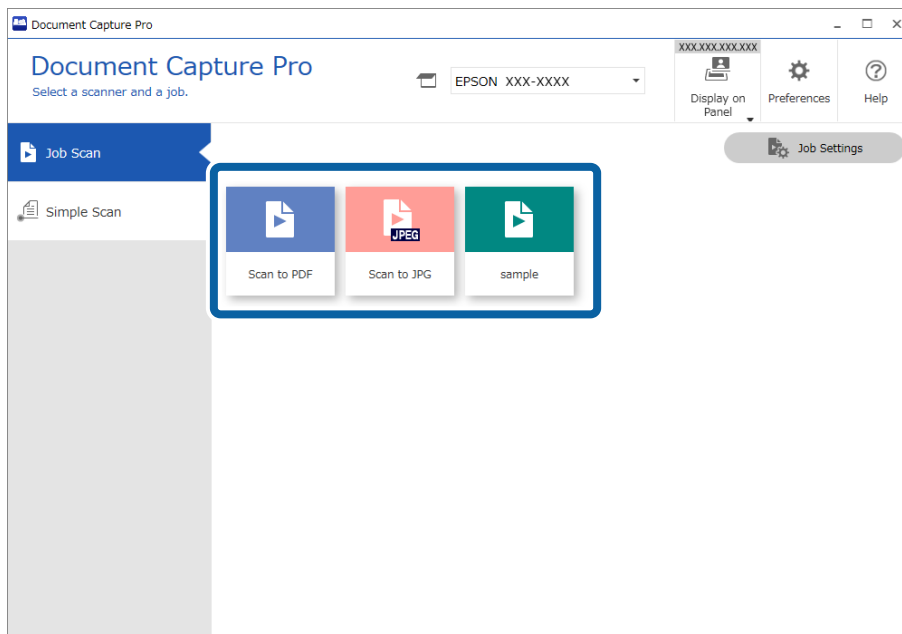 Document Capture Pro
Document Capture Pro
Select a scanner and a job.
EPSON XXX-XXXX
XXX.XXX.XXX.XXX
Display on
Panel
Preferences
Help
Job Scan
Job Settings
Simple Scan
Scan to PDF
JPEG
Scan to JPG
sample